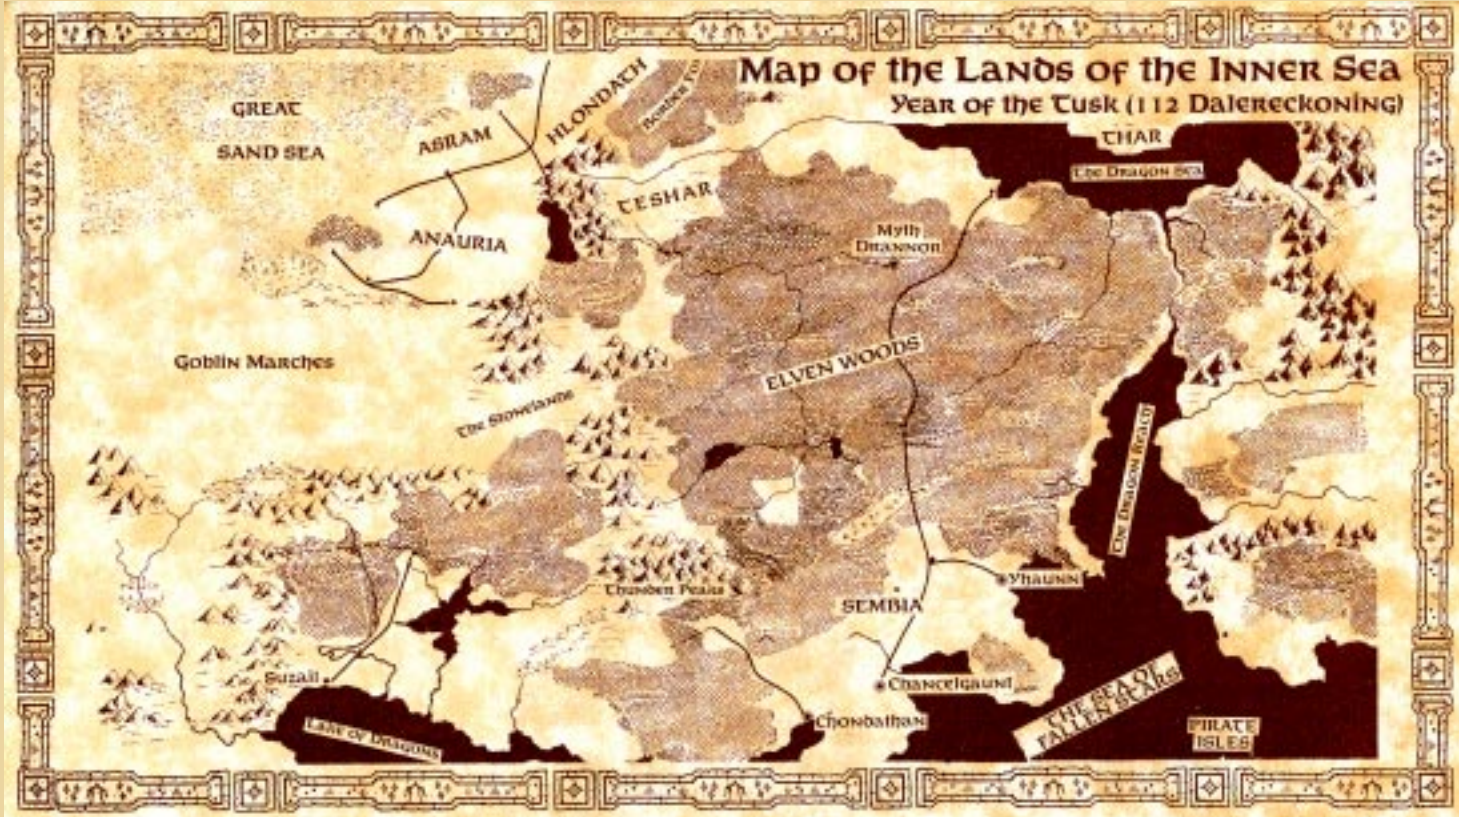 Map of the Lands of the Inner Sea
Year of the Tusk (112 Dalereckoning)
GREAT
SAND SEA
ASRAM
HLONDATH
Border
THAR
The Dragon Sea
TESHAR
ANAURIA
Myth
Drannor
Goblin Marches
ELVEN WOODS
The Stonelands
The Dragon Reach
Thunder Peaks
Yhaunn
SEMBIA
Suzail
Chancelgaunt
Lake of Dragons
Chondathan
THE SEA OF
FALLEN STARS
PIRATE
ISLES